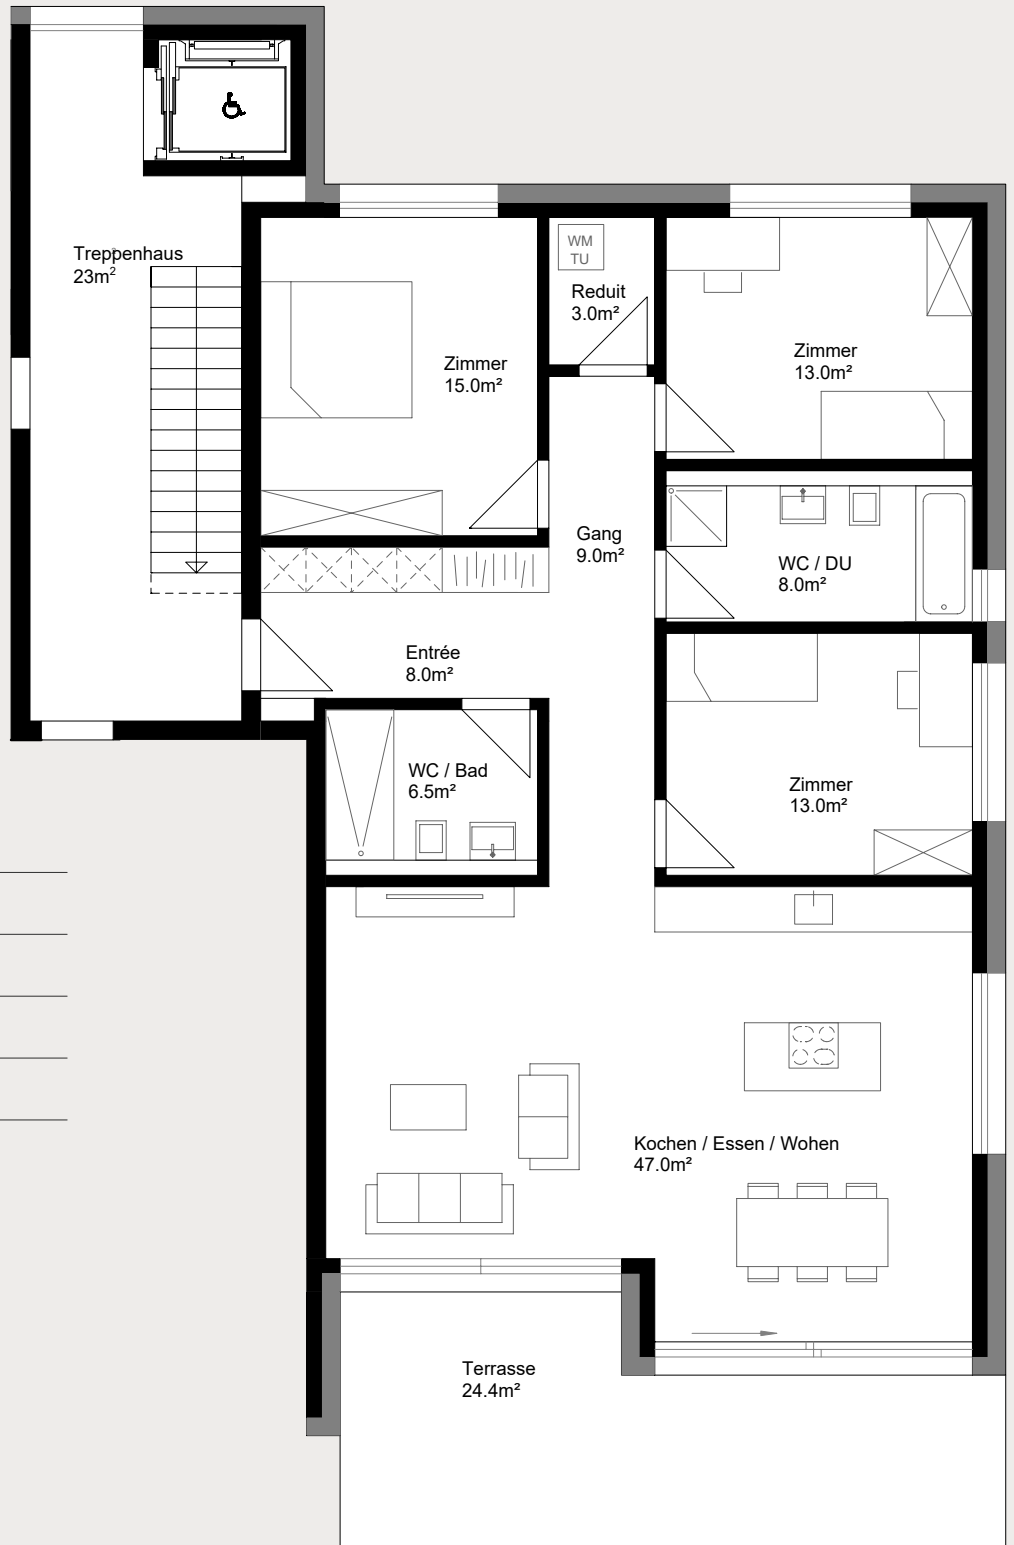 Treppenhaus
23m²
WM
TU
Reduit
3.0m²
Zimmer
15.0m²
Zimmer
13.0m²
Gang
9.0m²
WC / DU
8.0m²
Entrée
8.0m²
WC / Bad
6.5m²
Zimmer
13.0m²
Kochen / Essen / Wohen
47.0m²
Terrasse
24.4m²